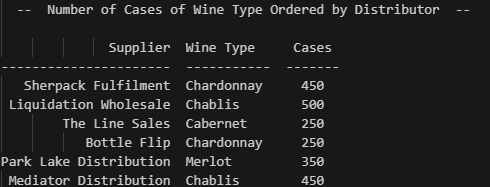 --  Number of Cases of Wine Type Ordered by Distributor  --
Supplier  Wine Type     Cases
----------------------  -----------  -------
Sherpack Fulfilment  Chardonnay     450
Liquidation Wholesale  Chablis        500
The Line Sales  Cabernet       250
Bottle Flip  Chardonnay     250
Park Lake Distribution  Merlot         350
Mediator Distribution  Chablis        450